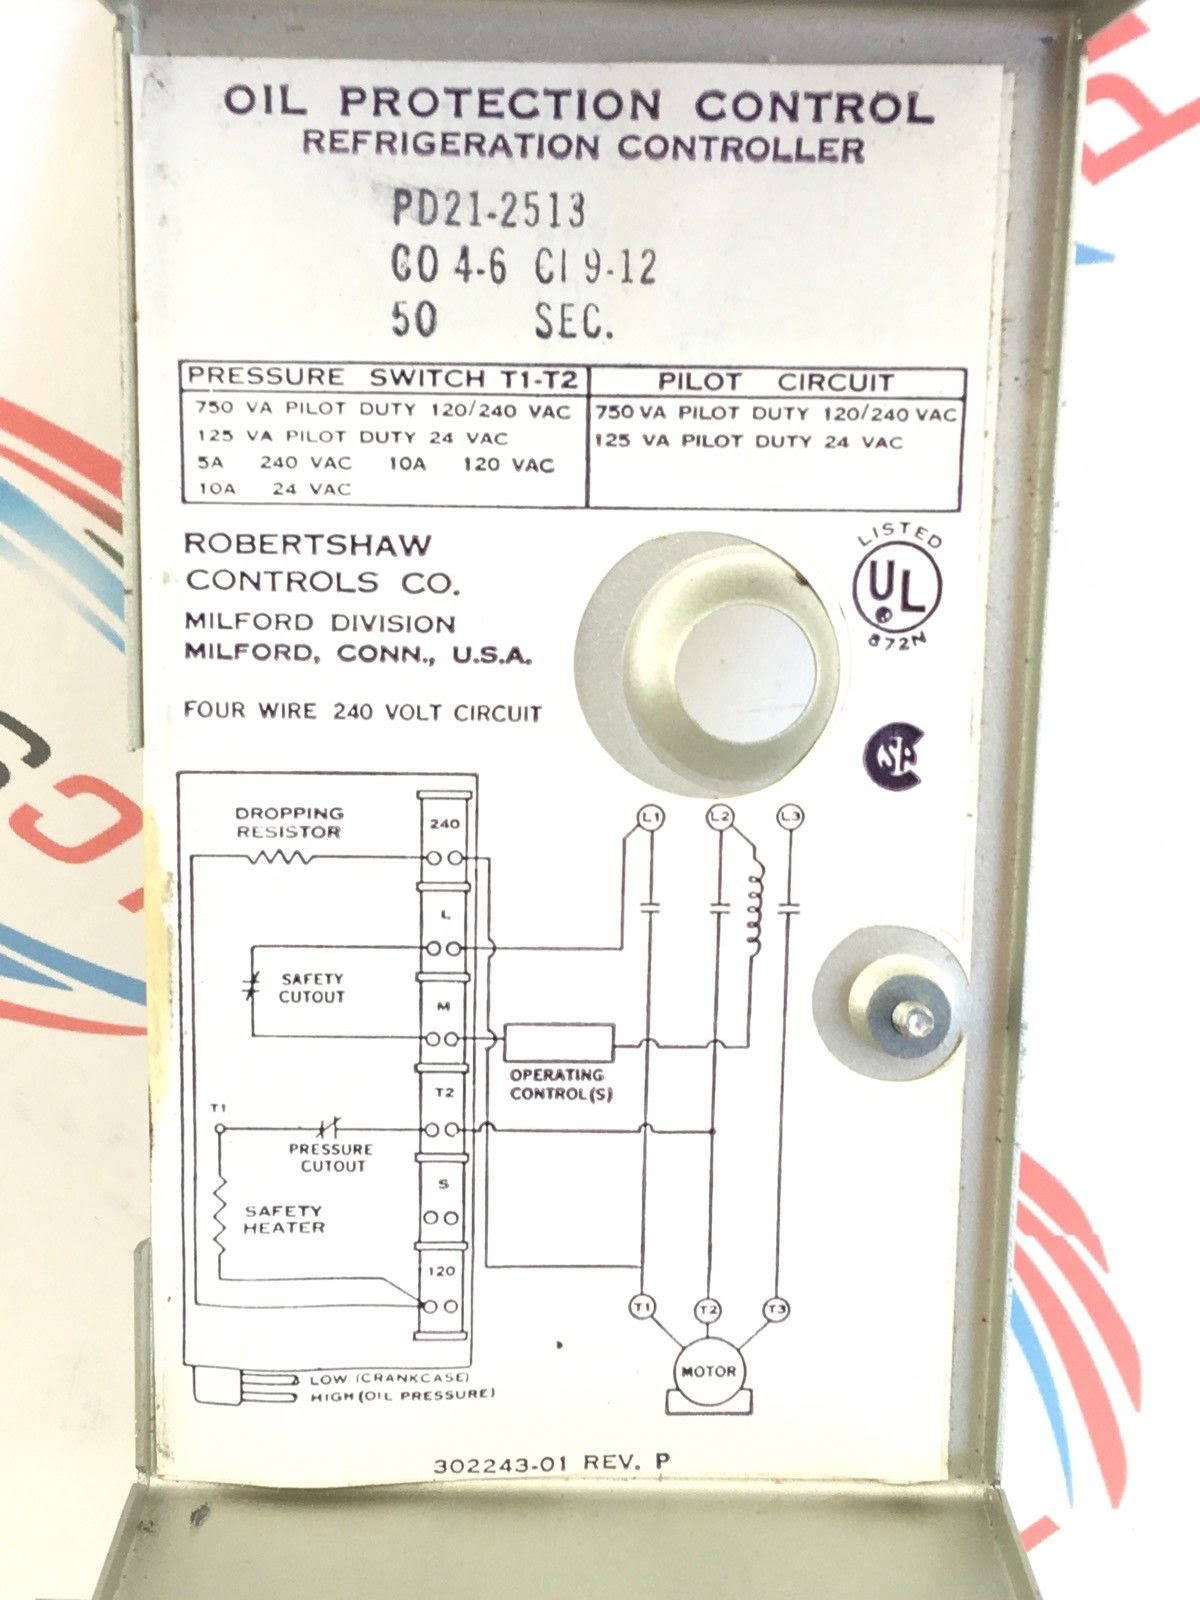 OIL PROTECTION CONTROL
REFRIGERATION CONTROLLER
PD21-2513
CO 4-6 CI 9-12
50 SEC.
PRESSURE SWITCH T1-T2
750 VA PILOT DUTY 120/240 VAC
125 VA PILOT DUTY 24 VAC
5A 240 VAC 10A 120 VAC
10A 24 VAC
PILOT CIRCUIT
750 VA PILOT DUTY 120/240 VAC
125 VA PILOT DUTY 24 VAC
ROBERTSHAW
CONTROLS CO.
MILFORD DIVISION
MILFORD, CONN., U.S.A.
LISTED
UL
872N
FOUR WIRE 240 VOLT CIRCUIT
SA
DROPPING
RESISTOR
240
L1
L2
L3
L
SAFETY
CUTOUT
M
OPERATING
CONTROL(S)
T2
T1
PRESSURE
CUTOUT
S
SAFETY
HEATER
120
T1
T2
T3
MOTOR
LOW (CRANKCASE)
HIGH (OIL PRESSURE)
302243-01 REV. P